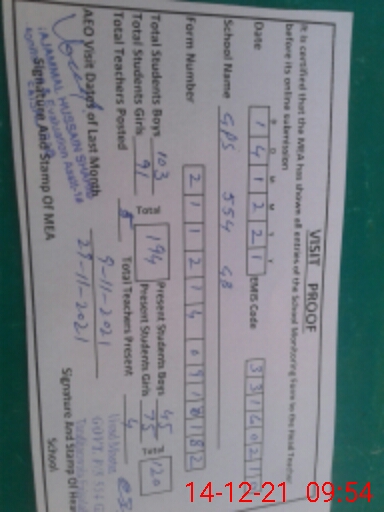 VISIT PROOF
It is certified that the MEA has shown all entries of the School Monitoring Form to the Head Teacher
before its online submission
D D M M Y Y
Date 1 4 1 2 2 1 EMIS Code 3 3 1 6 0 2 1
School Name GPS 554 GB
Form Number 2 1 1 2 1 4 0 9 1 8 1 8 2
Total Students Boys 103 Total 194 Present Students Boys 45 Total 120
Total Students Girls 91 Present Students Girls 75
Total Teachers Posted 5 Total Teachers Present 4
AEO Visit Dates of Last Month 9-11-2021
29-11-2021
TAJAMMAL HUSSAIN
Signature And Stamp Of MEA
Signature And Stamp Of Head
School
14-12-21 09:54